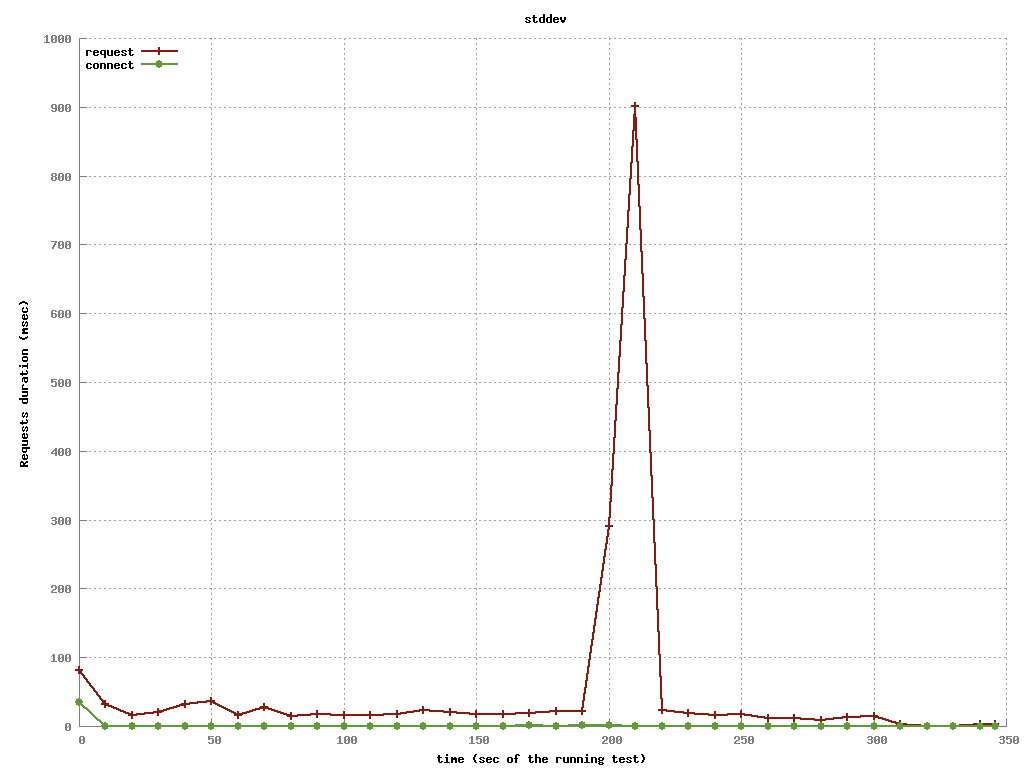 stddev
request
connect
1000
900
800
700
600
500
400
300
200
100
0
Requests duration (msec)
0 50 100 150 200 250 300 350
time (sec of the running test)